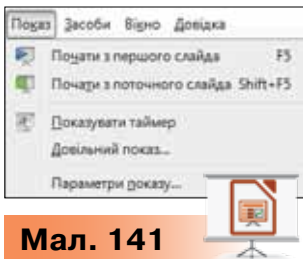 Показ Засоби Вікно Довідка
Почати з першого слайда F5
Почати з поточного слайда Shift+F5
Показувати таймер
Довільний показ...
Параметри показу...
Мал. 141